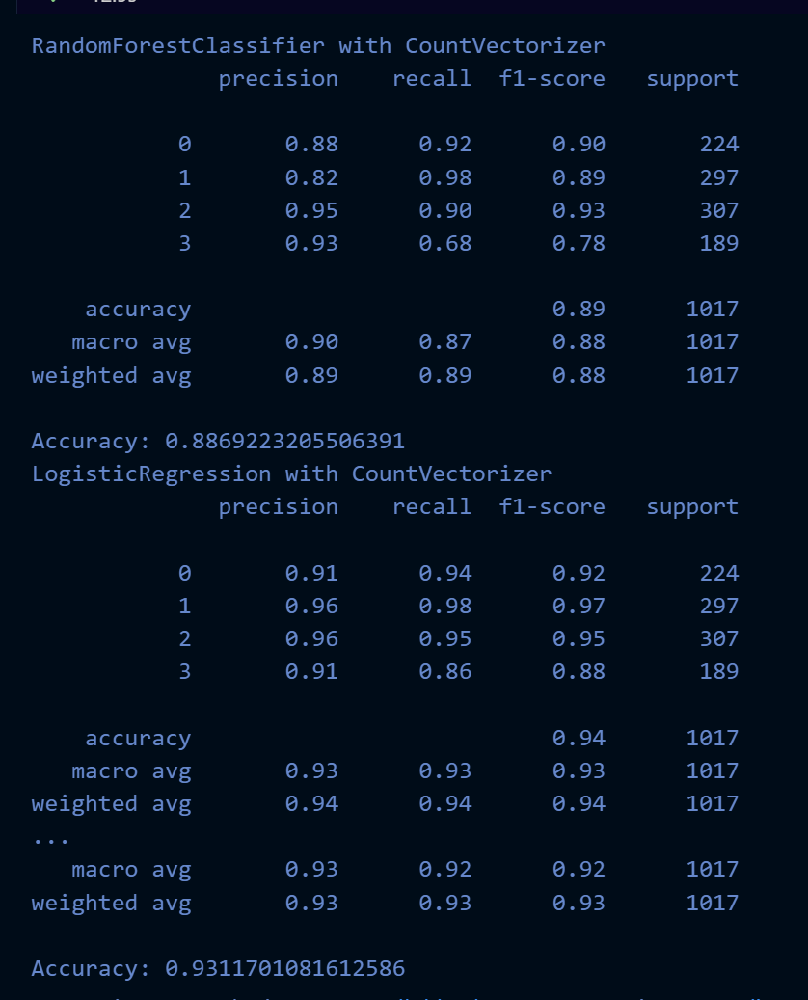 RandomForestClassifier with CountVectorizer
precision recall f1-score support
0 0.88 0.92 0.90 224
1 0.82 0.98 0.89 297
2 0.95 0.90 0.93 307
3 0.93 0.68 0.78 189
accuracy 0.89 1017
macro avg 0.90 0.87 0.88 1017
weighted avg 0.89 0.89 0.88 1017
Accuracy: 0.8869223205506391
LogisticRegression with CountVectorizer
precision recall f1-score support
0 0.91 0.94 0.92 224
1 0.96 0.98 0.97 297
2 0.96 0.95 0.95 307
3 0.91 0.86 0.88 189
accuracy 0.94 1017
macro avg 0.93 0.93 0.93 1017
weighted avg 0.94 0.94 0.94 1017
...
macro avg 0.93 0.92 0.92 1017
weighted avg 0.93 0.93 0.93 1017
Accuracy: 0.9311701081612586